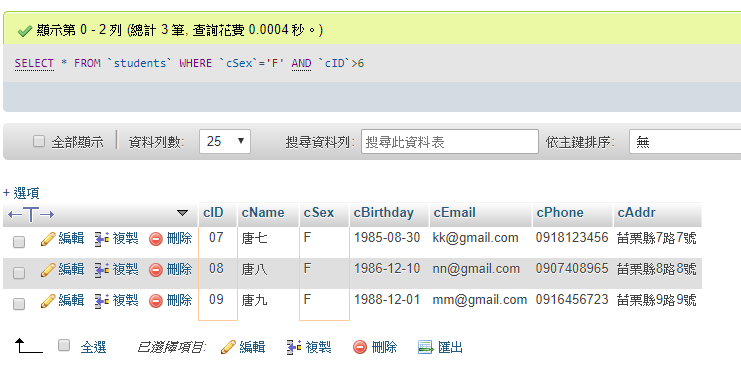 顯示第 0 - 2 列 (總計 3 筆, 查詢花費 0.0004 秒。)
SELECT * FROM `students` WHERE `cSex`='F' AND `cID`>6
全部顯示 資料列數: 25 搜尋資料列: 搜尋此資料表 依主鍵排序: 無
+ 選項
←T→ cID cName cSex cBirthday cEmail cPhone cAddr
編輯 複製 刪除 07 唐七 F 1985-08-30 kk@gmail.com 0918123456 苗栗縣7路7號
編輯 複製 刪除 08 唐八 F 1986-12-10 nn@gmail.com 0907408965 苗栗縣8路8號
編輯 複製 刪除 09 唐九 F 1988-12-01 mm@gmail.com 0916456723 苗栗縣9路9號
全選 已選擇項目: 編輯 複製 刪除 匯出